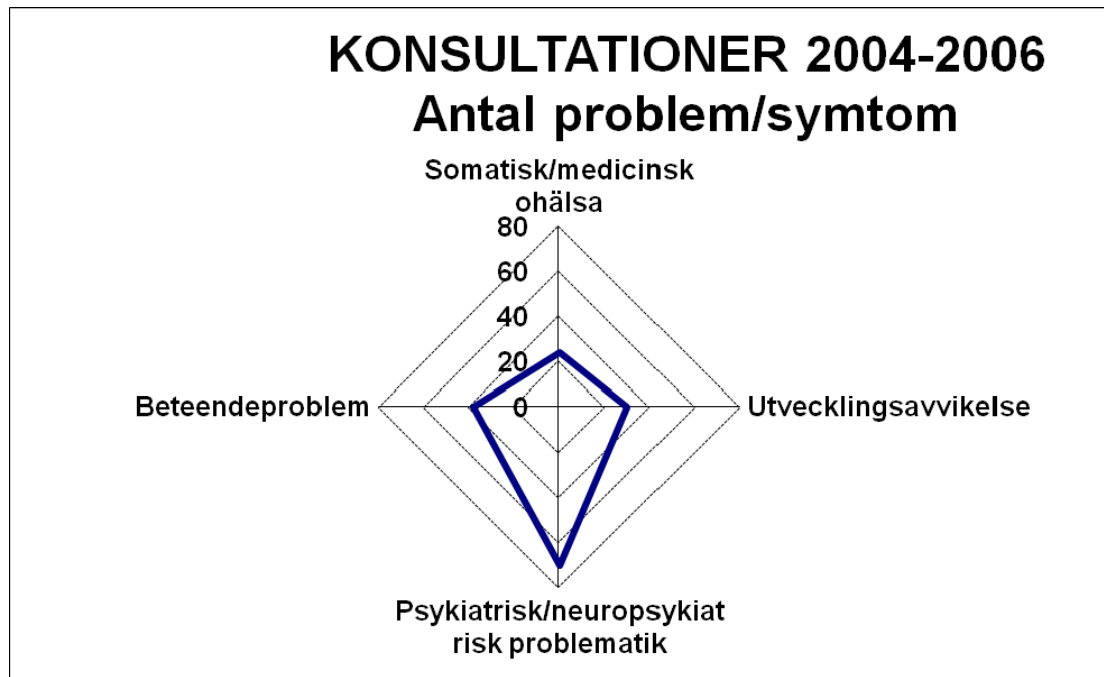 KONSULTATIONER 2004-2006
Antal problem/symtom
Somatisk/medicinsk
ohälsa
80
60
40
20
0
Beteendeproblem
Utvecklingsavvikelse
Psykiatrisk/neuropsykiat
risk problematik